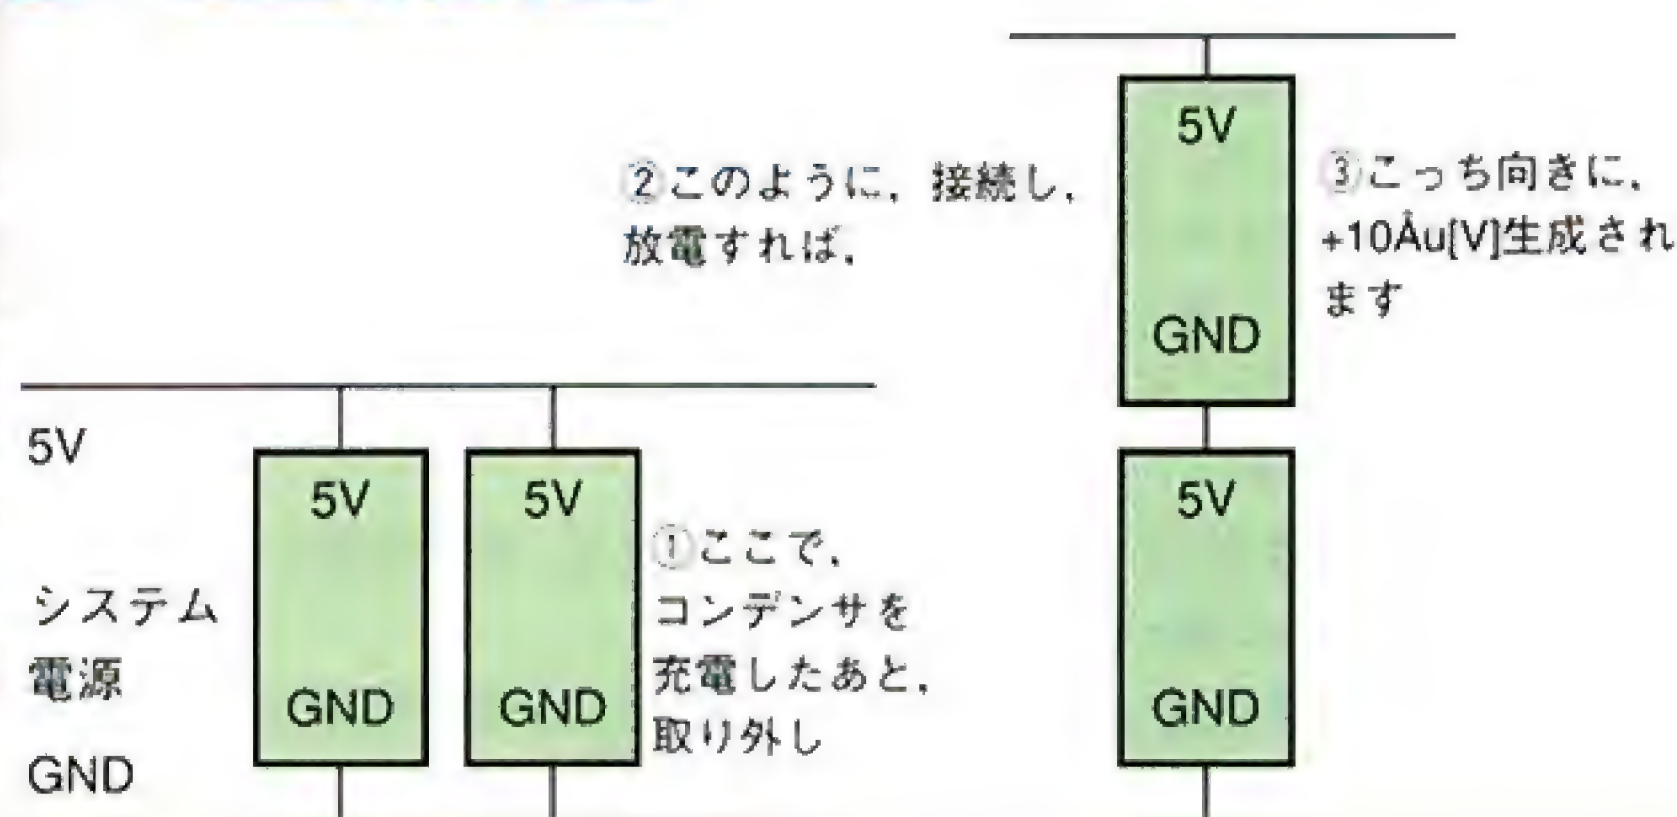 5V
システム
電源
GND
5V
GND
5V
GND
①ここで，
コンデンサを
充電したあと，
取り外し
②このように，接続し，
放電すれば，
5V
GND
5V
GND
③こっち向きに，
+10Åu[V]生成され
ます